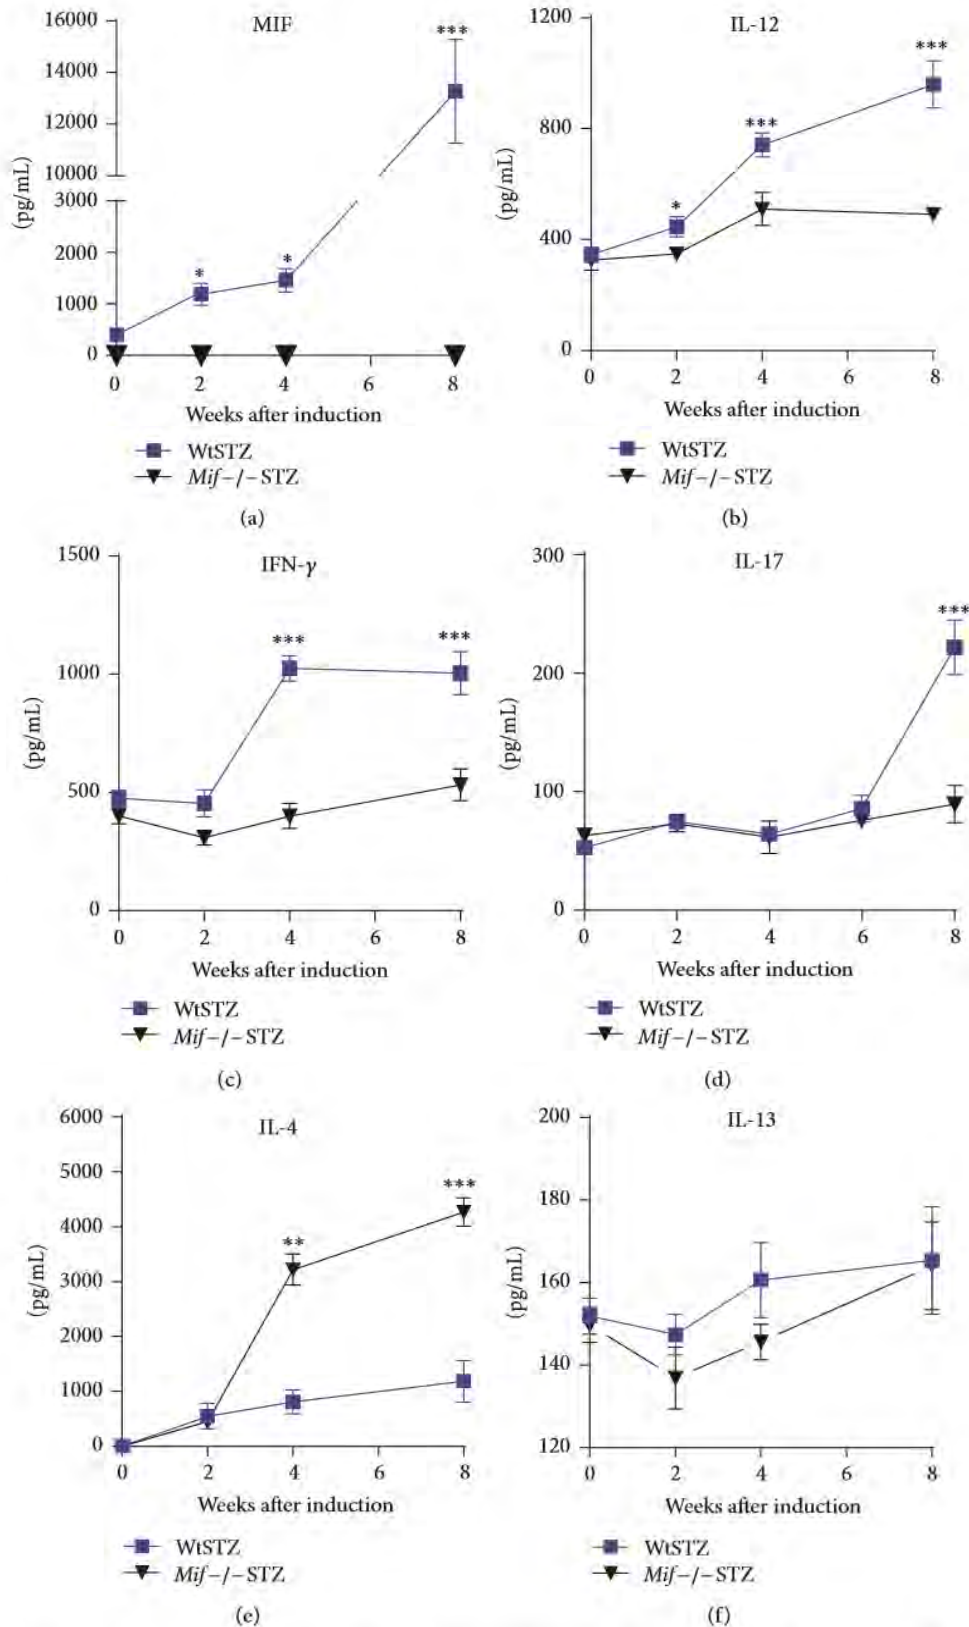 MIF
16000
14000
12000
10000
3000
2000
1000
0
(pg/mL)
***
*
*
0 2 4 6 8
Weeks after induction
WtSTZ
Mif−/−STZ
(a)
IL-12
1200
800
400
0
(pg/mL)
***
***
*
0 2 4 6 8
Weeks after induction
WtSTZ
Mif−/−STZ
(b)
IFN-γ
1500
1000
500
0
(pg/mL)
***
***
0 2 4 6 8
Weeks after induction
WtSTZ
Mif−/−STZ
(c)
IL-17
300
200
100
0
(pg/mL)
***
0 2 4 6 8
Weeks after induction
WtSTZ
Mif−/−STZ
(d)
IL-4
6000
5000
4000
3000
2000
1000
0
(pg/mL)
***
**
0 2 4 6 8
Weeks after induction
WtSTZ
Mif−/−STZ
(e)
IL-13
200
180
160
140
120
(pg/mL)
0 2 4 6 8
Weeks after induction
WtSTZ
Mif−/−STZ
(f)